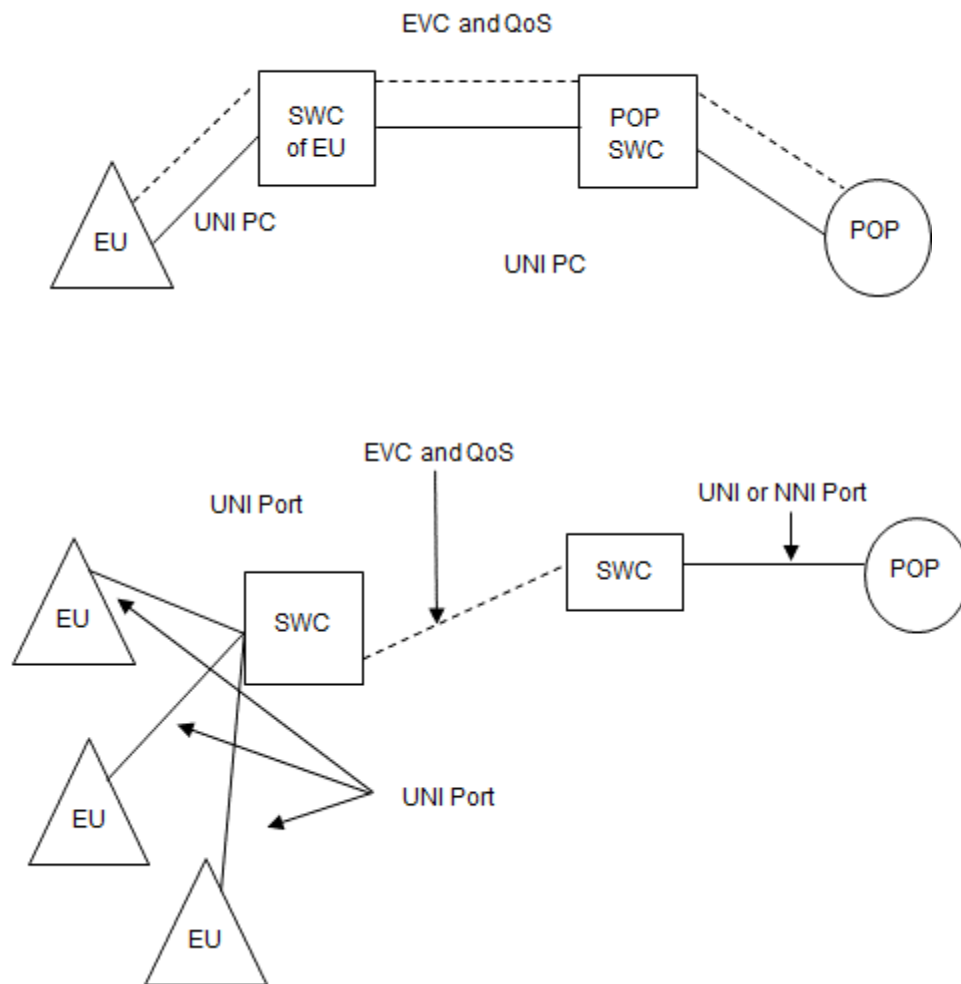 EVC and QoS
SWC
of EU
POP
SWC
EU
UNI PC
POP
UNI PC
EVC and QoS
UNI Port
UNI or NNI Port
EU
SWC
SWC
POP
EU
UNI Port
EU